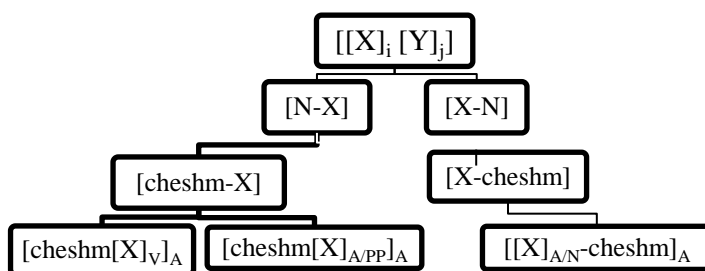 [[X]ᵢ [Y]ⱼ]
[N-X] [X-N]
[cheshm-X] [X-cheshm]
[cheshm[X]V]A [cheshm[X]A/PP]A [[X]A/N-cheshm]A